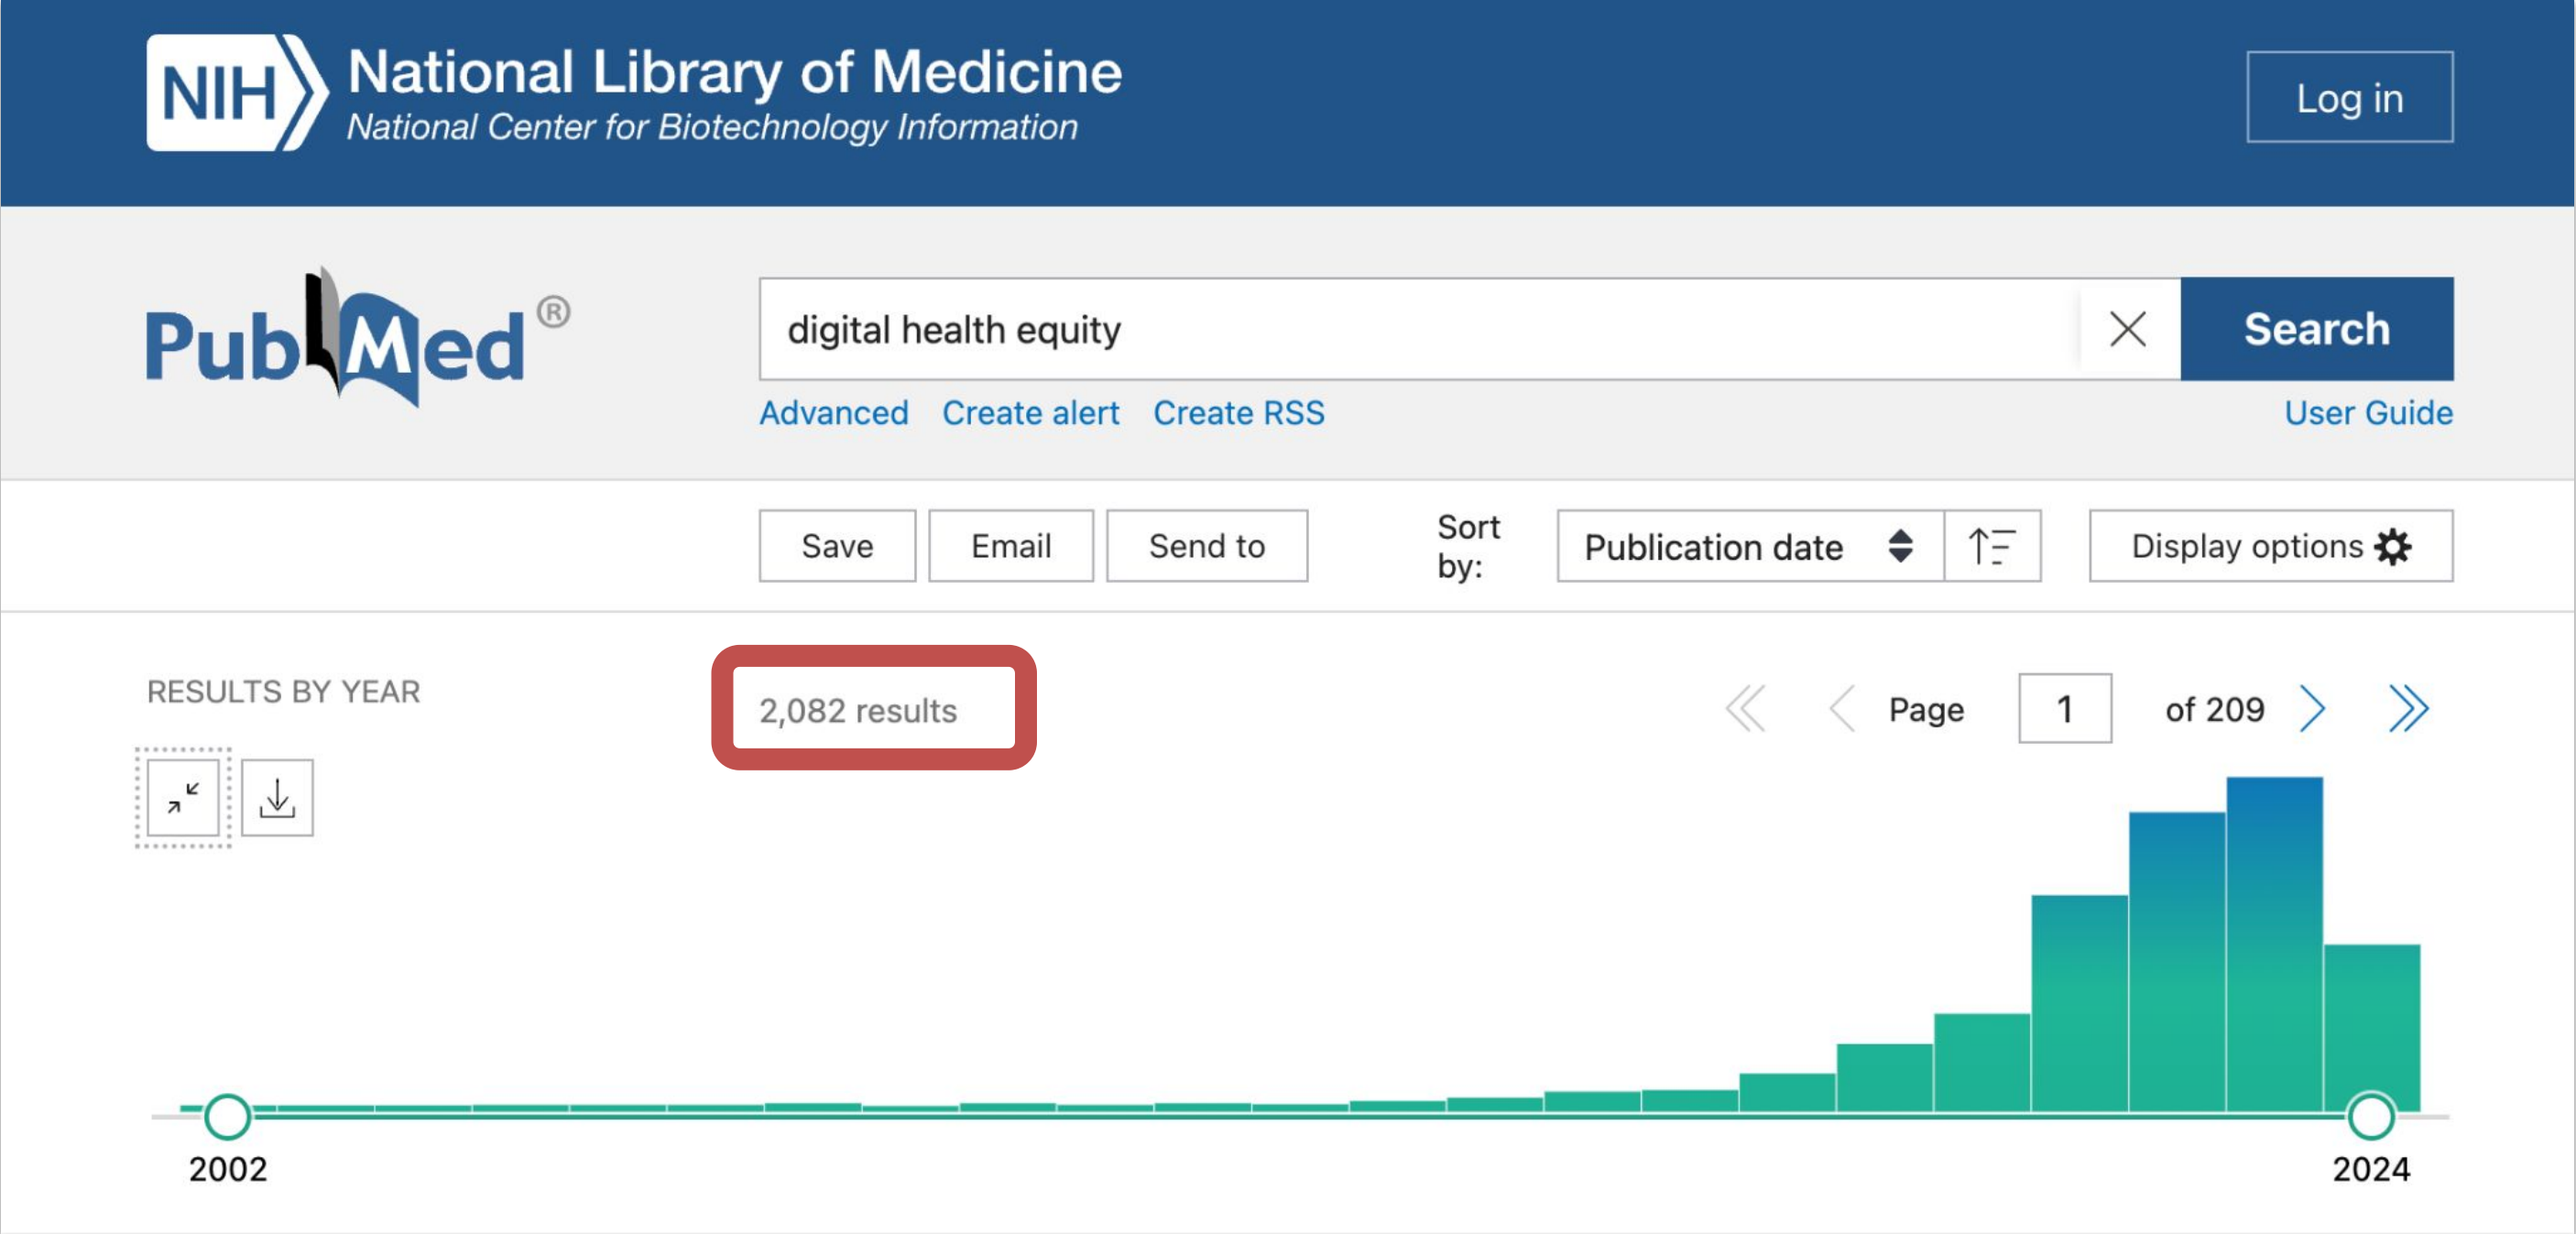 NIH National Library of Medicine
National Center for Biotechnology Information
Log in
PubMed®
digital health equity
Search
Advanced Create alert Create RSS
User Guide
Save Email Send to
Sort by:
Publication date
Display options
RESULTS BY YEAR
2,082 results
Page 1 of 209
2002
2024